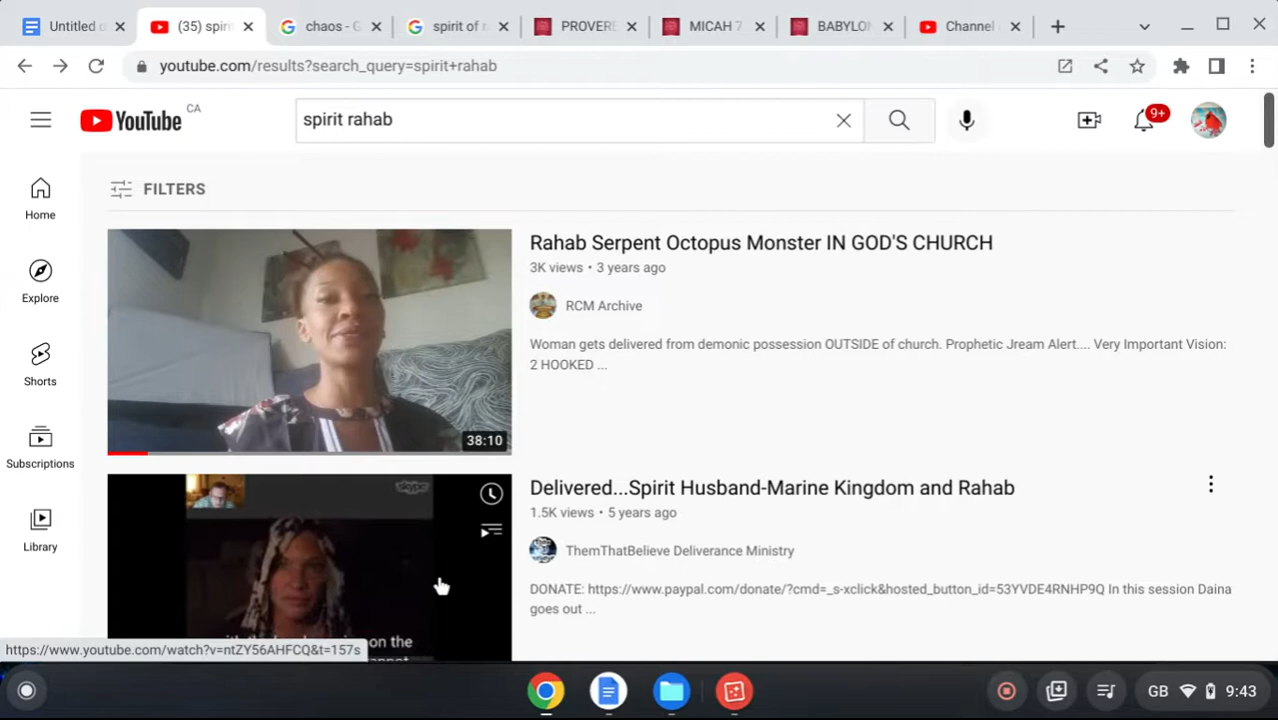 Untitled d
(35) spiri
chaos - G
spirit of r
PROVERE
MICAH 7
BABYLON
Channel
youtube.com/results?search_query=spirit+rahab
YouTube CA
spirit rahab
9+
FILTERS
Home
Explore
Shorts
Subscriptions
Library
38:10
Rahab Serpent Octopus Monster IN GOD'S CHURCH
3K views • 3 years ago
RCM Archive
Woman gets delivered from demonic possession OUTSIDE of church. Prophetic Jream Alert.... Very Important Vision:
2 HOOKED ...
skype
Delivered...Spirit Husband-Marine Kingdom and Rahab
1.5K views • 5 years ago
ThemThatBelieve Deliverance Ministry
DONATE: https://www.paypal.com/donate/?cmd=_s-xclick&hosted_button_id=53YVDE4RNHP9Q In this session Daina
goes out ...
on the
https://www.youtube.com/watch?v=ntZY56AHFCQ&t=157s
GB
9:43